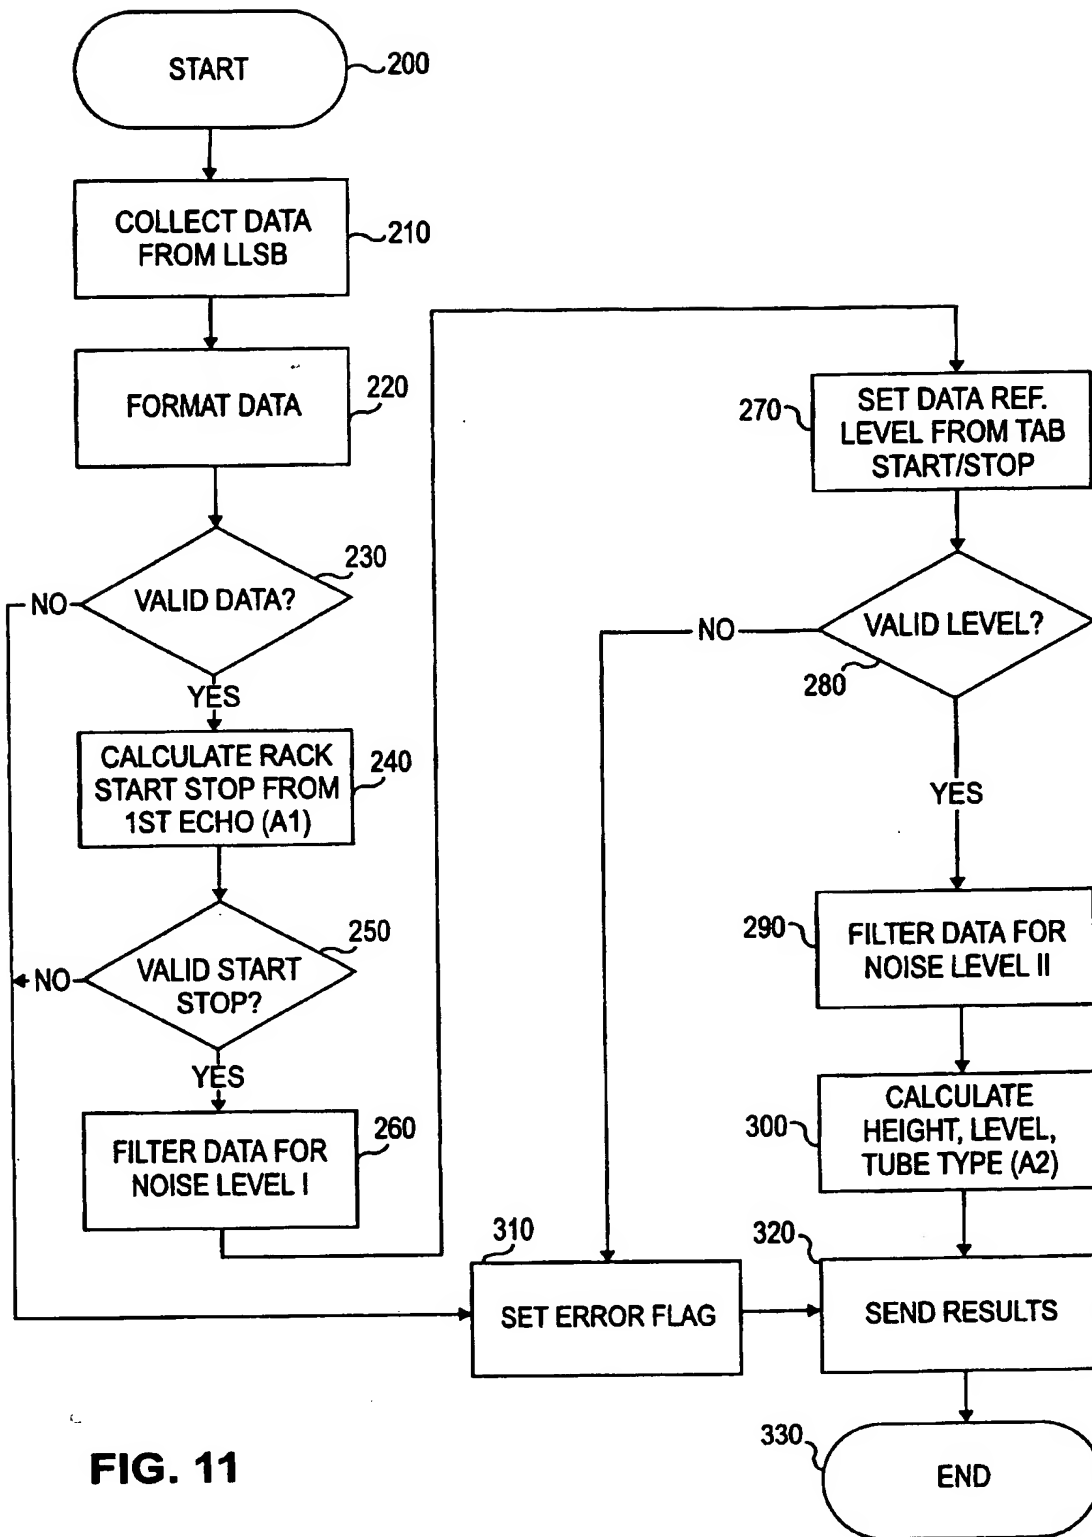 START
200
COLLECT DATA
FROM LLSB
210
FORMAT DATA
220
VALID DATA?
230
NO
YES
CALCULATE RACK
START STOP FROM
1ST ECHO (A1)
240
VALID START
STOP?
250
NO
YES
FILTER DATA FOR
NOISE LEVEL I
260
270
SET DATA REF.
LEVEL FROM TAB
START/STOP
VALID LEVEL?
280
NO
YES
290
FILTER DATA FOR
NOISE LEVEL II
300
CALCULATE
HEIGHT, LEVEL,
TUBE TYPE (A2)
310
SET ERROR FLAG
320
SEND RESULTS
330
END
FIG. 11